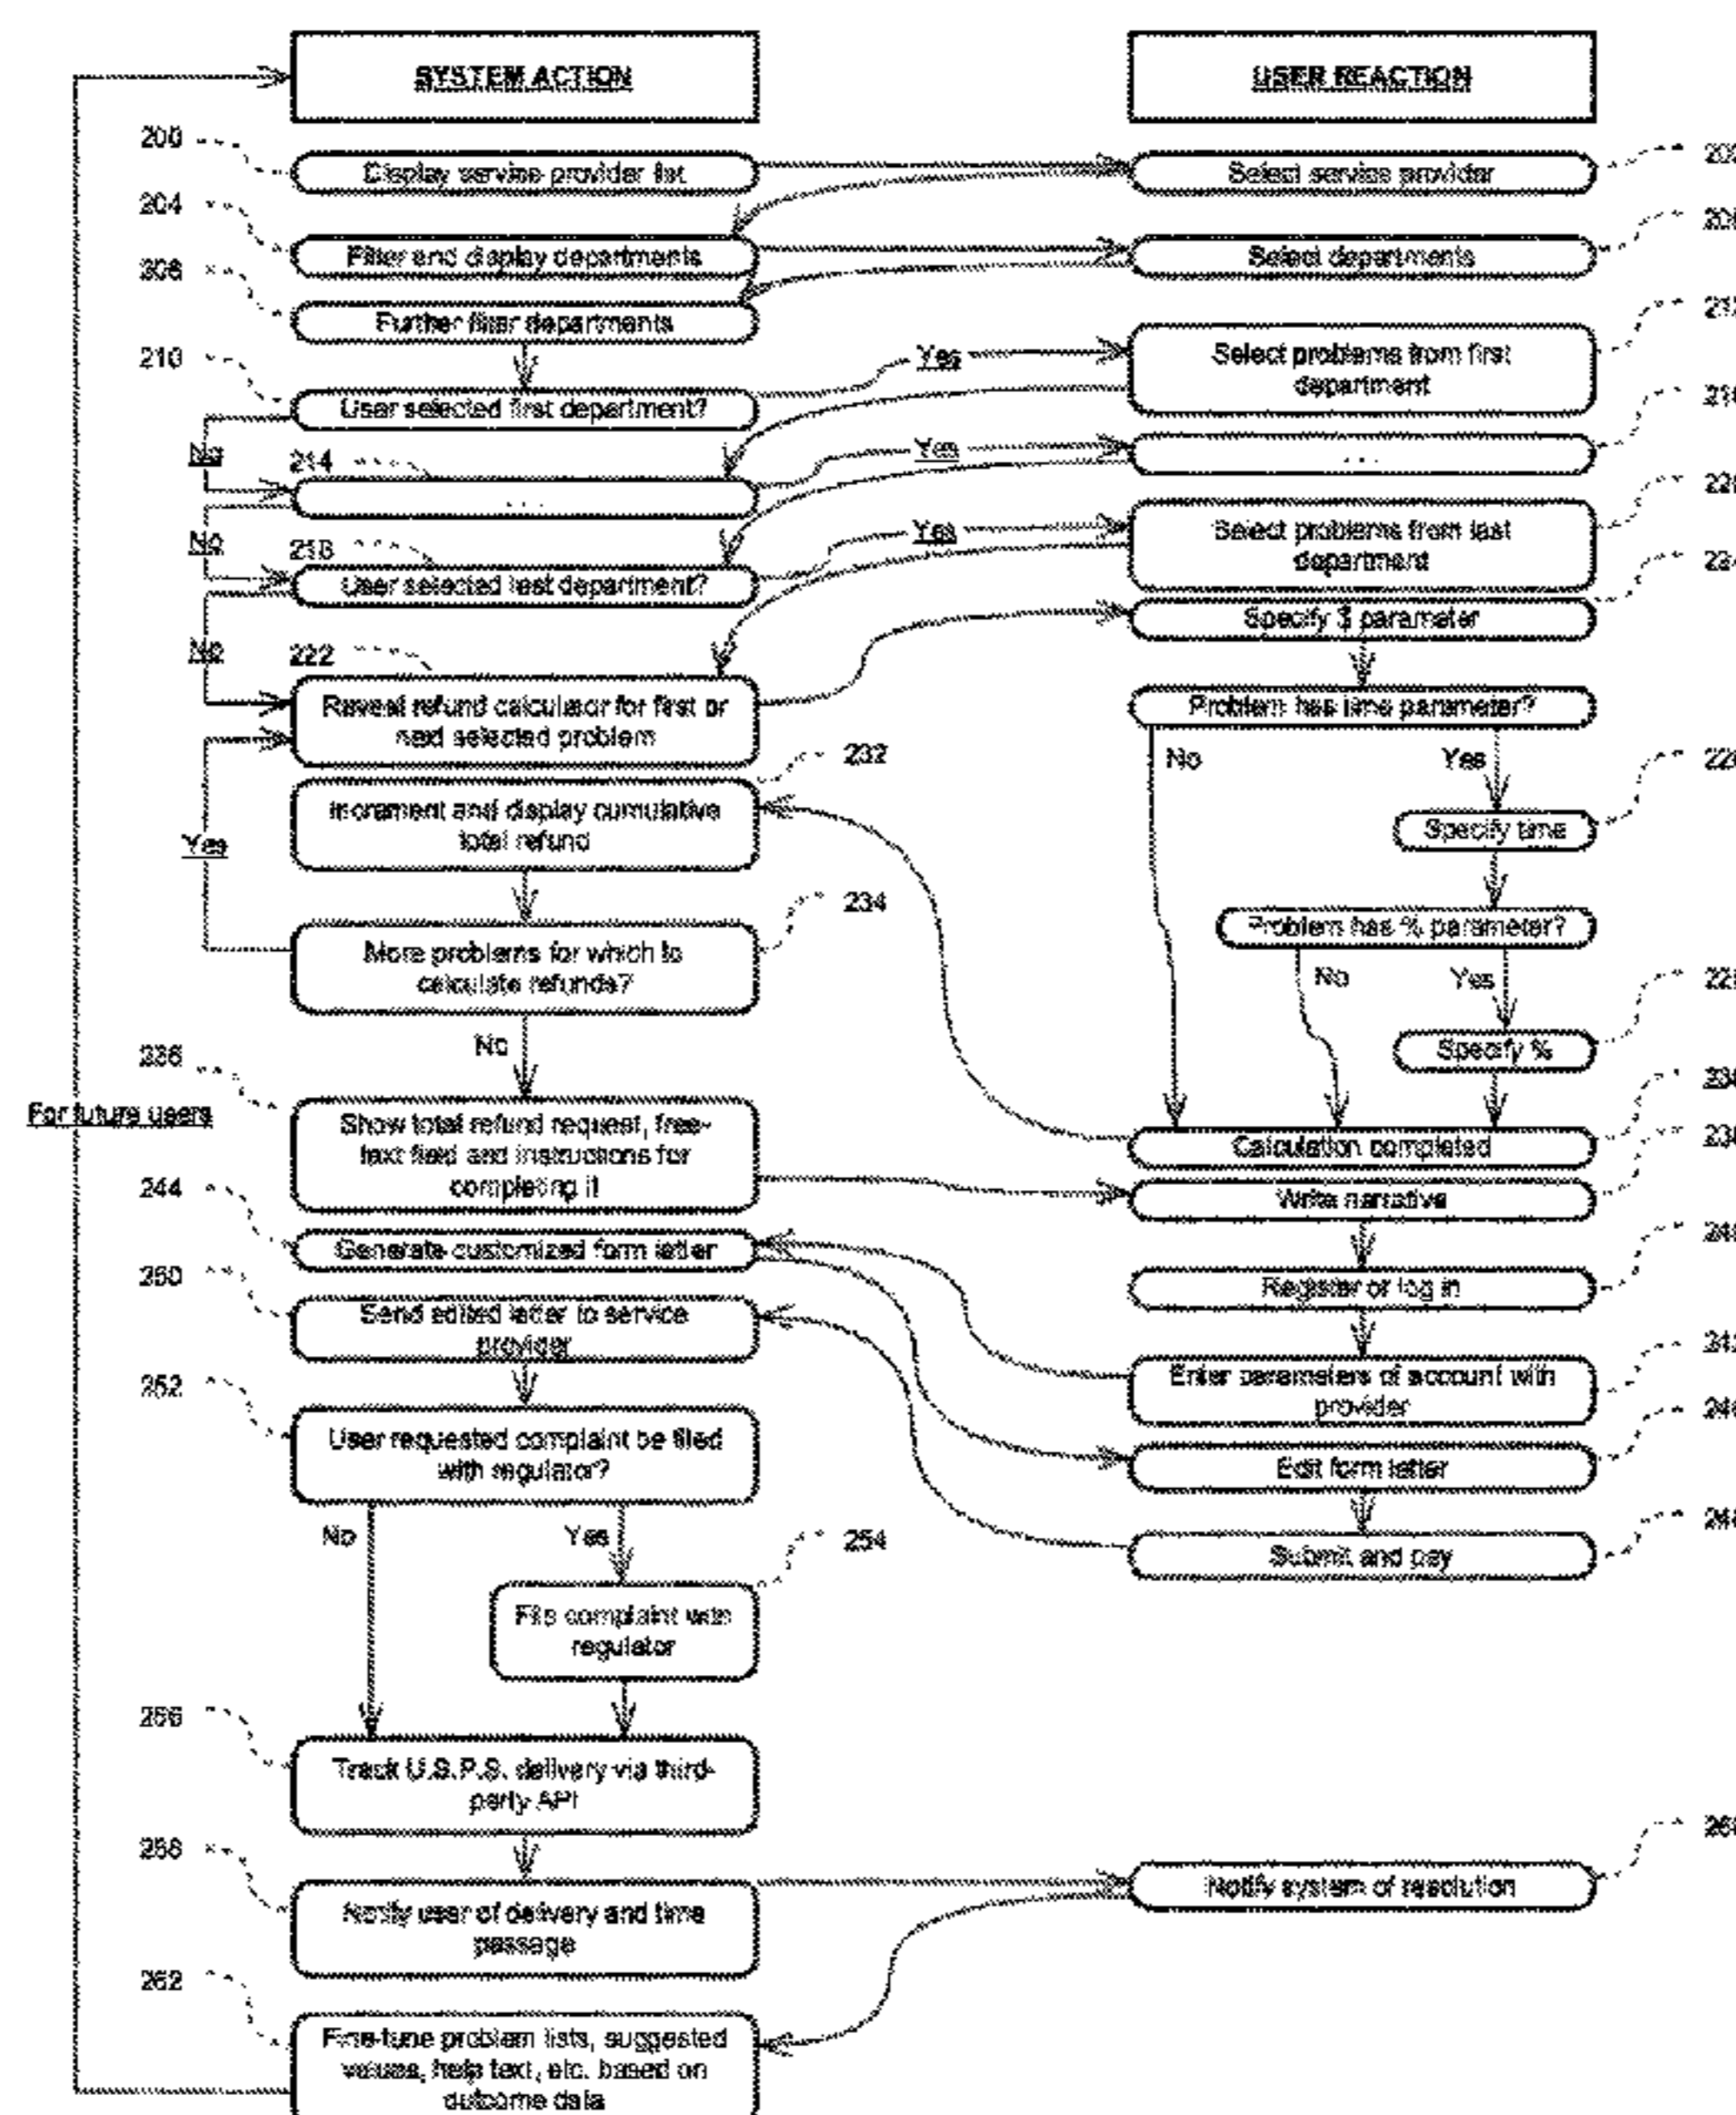 SYSTEM ACTION
USER REACTION
200
Display service provider list
Select service provider
204
Filter and display departments
Select departments
208
Further filter departments
210
User selected first department?
Yes
Select problems from first
department
No
214
. . .
Yes
. . .
No
218
User selected last department?
Yes
Select problems from last
department
No
222
Reveal refund calculator for first or
next selected problem
Specify $ parameter
Problem has time parameter?
No
Yes
Specify time
232
Increment and display cumulative
total refund
Yes
234
More problems for which to
calculate refunds?
Problem has % parameter?
No
Yes
Specify %
No
236
For future users
Show total refund request, free-
text field and instructions for
completing it
Calculation completed
Write narrative
244
Generate customized form letter
Register or log in
250
Send edited letter to service
provider
Enter parameters of account with
provider
252
User requested complaint be filed
with regulator?
Edit form letter
Submit and pay
No
Yes
254
File complaint with
regulator
256
Track U.S.P.S. delivery via third-
party API
258
Notify user of delivery and time
passage
Notify system of resolution
262
Fine-tune problem lists, suggested
values, help text, etc. based on
outcome data